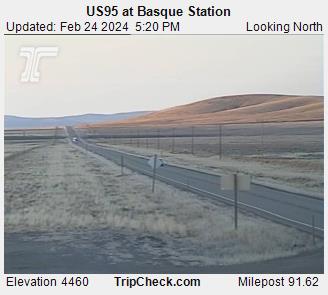 US95 at Basque Station
Updated: Feb 24 2024 5:20 PM Looking North
Elevation 4460 TripCheck.com Milepost 91.62